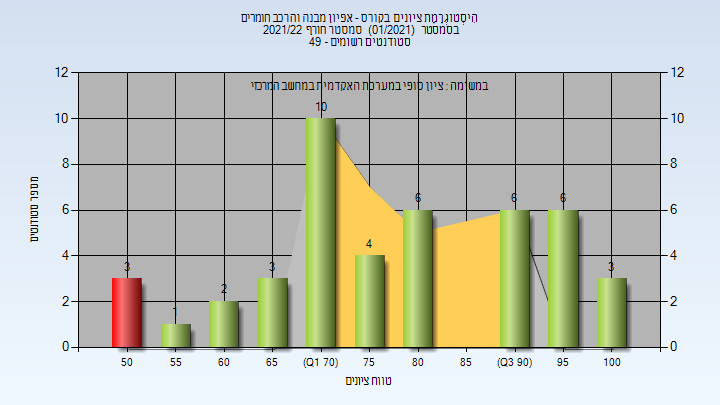 היסטוגרמת ציונים בקורס - אפיון מבנה והרכב חומרים
בסמסטר (01/2021) סמסטר חורף 2021/22
סטודנטים רשומים - 49
במשימה : ציון סופי במערכת האקדמית במחשב המרכזי
מספר סטודנטים
12 12
10 10
8 8
6 6
4 4
2 2
0 0
3 1 2 3 10 4 6 6 6 3
50 55 60 65 (Q1 70) 75 80 85 (Q3 90) 95 100
טווח ציונים